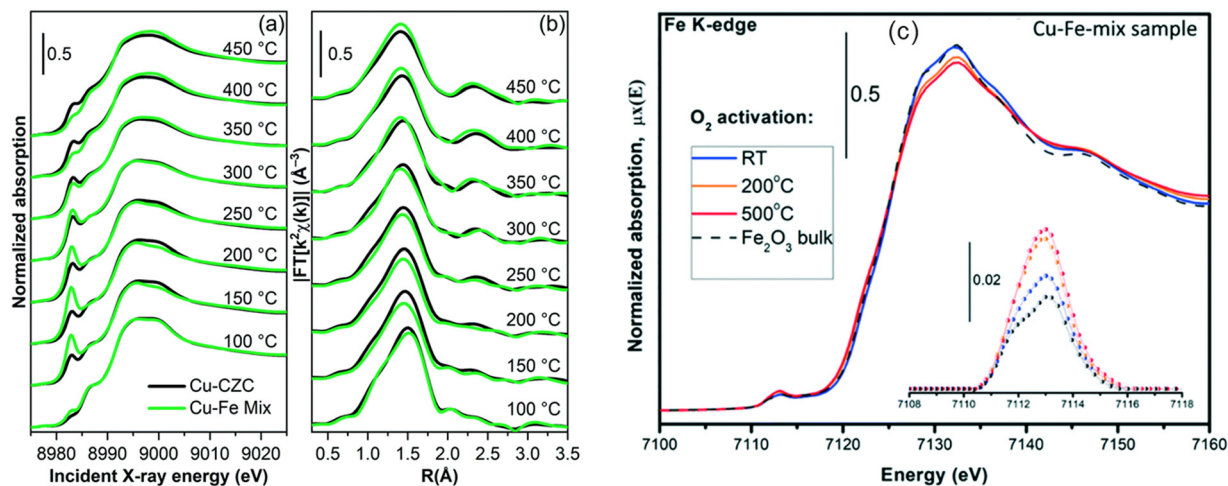 (a)
0.5
450 °C
400 °C
350 °C
300 °C
250 °C
200 °C
150 °C
100 °C
Cu-CZC
Cu-Fe Mix
Normalized absorption
8980 8990 9000 9010 9020
Incident X-ray energy (eV)
(b)
0.5
450 °C
400 °C
350 °C
300 °C
250 °C
200 °C
150 °C
100 °C
|FT[k²χ(k)]| (Å⁻³)
0.5 1.0 1.5 2.0 2.5 3.0 3.5
R(Å)
Fe K-edge
(c)
Cu-Fe-mix sample
0.5
O₂ activation:
RT
200°C
500°C
Fe₂O₃ bulk
0.02
7108 7110 7112 7114 7116 7118
Normalized absorption, μx(E)
7100 7110 7120 7130 7140 7150 7160
Energy (eV)